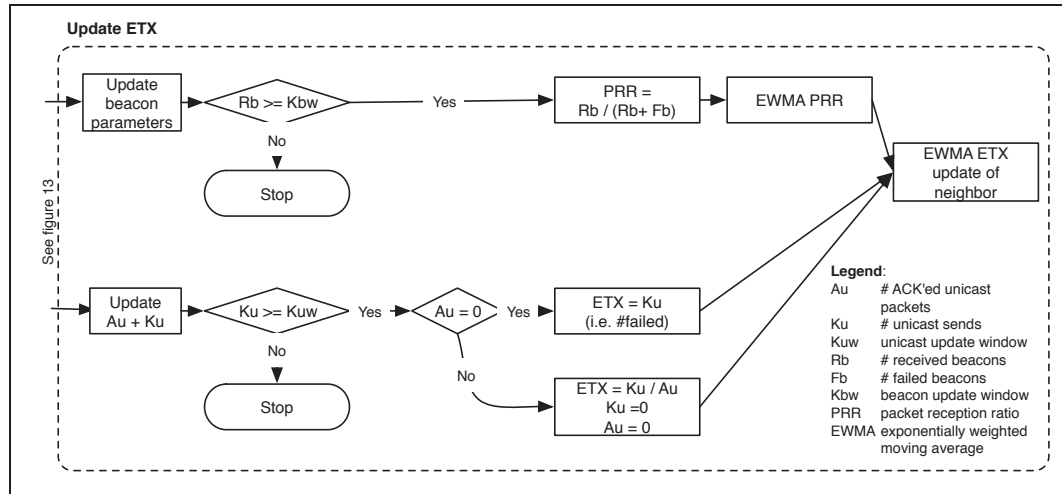 Update ETX
Update
beacon
parameters
Rb >= Kbw
Yes
PRR =
Rb / (Rb+ Fb)
EWMA PRR
No
Stop
EWMA ETX
update of
neighbor
See figure 13
Update
Au + Ku
Ku >= Kuw
Yes
Au = 0
Yes
ETX = Ku
(i.e. #failed)
No
Stop
No
ETX = Ku / Au
Ku =0
Au = 0
Legend:
Au # ACK'ed unicast
packets
Ku # unicast sends
Kuw unicast update window
Rb # received beacons
Fb # failed beacons
Kbw beacon update window
PRR packet reception ratio
EWMA exponentially weighted
moving average